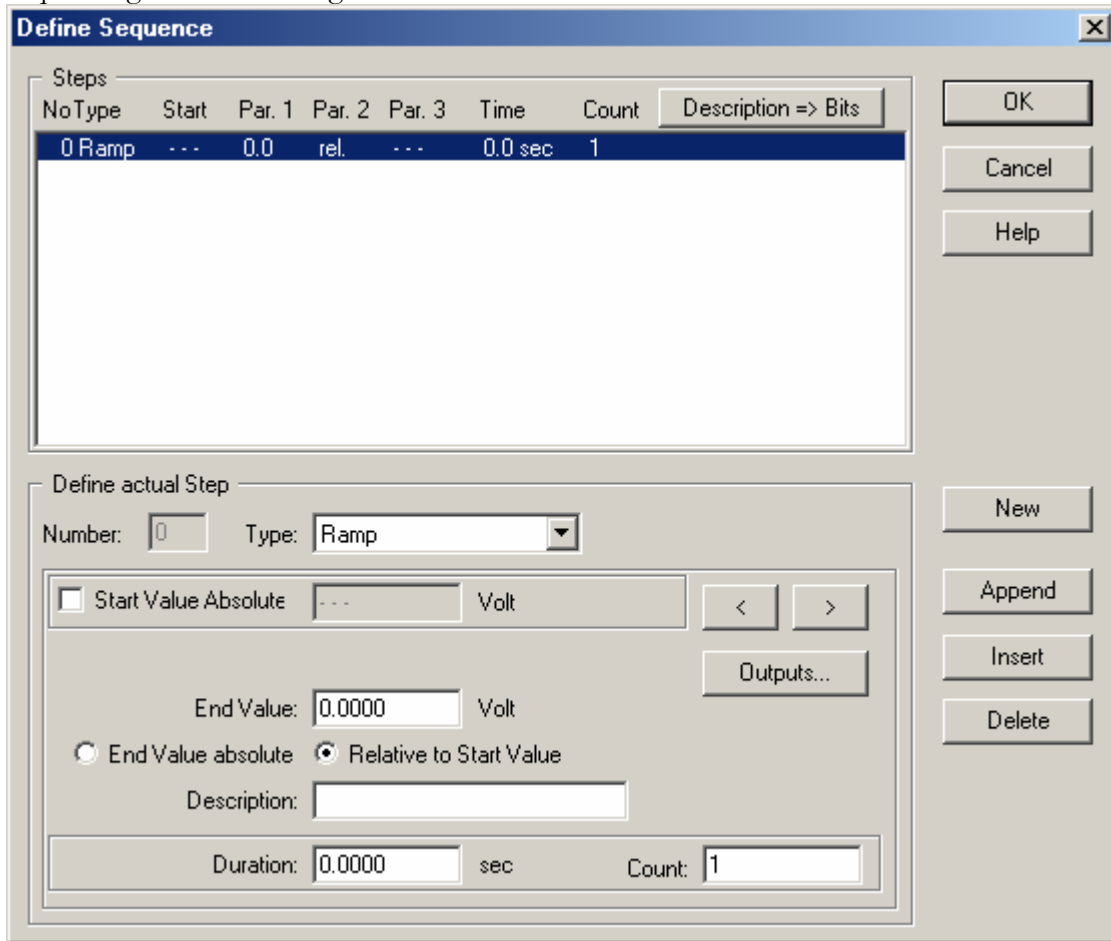 Define Sequence
Steps
No Type Start Par. 1 Par. 2 Par. 3 Time Count Description => Bits
0 Ramp - - - 0.0 rel. - - - 0.0 sec 1
OK
Cancel
Help
Define actual Step
Number: 0 Type: Ramp
Start Value Absolute - - - Volt < >
Outputs...
End Value: 0.0000 Volt
End Value absolute Relative to Start Value
Description:
Duration: 0.0000 sec Count: 1
New
Append
Insert
Delete